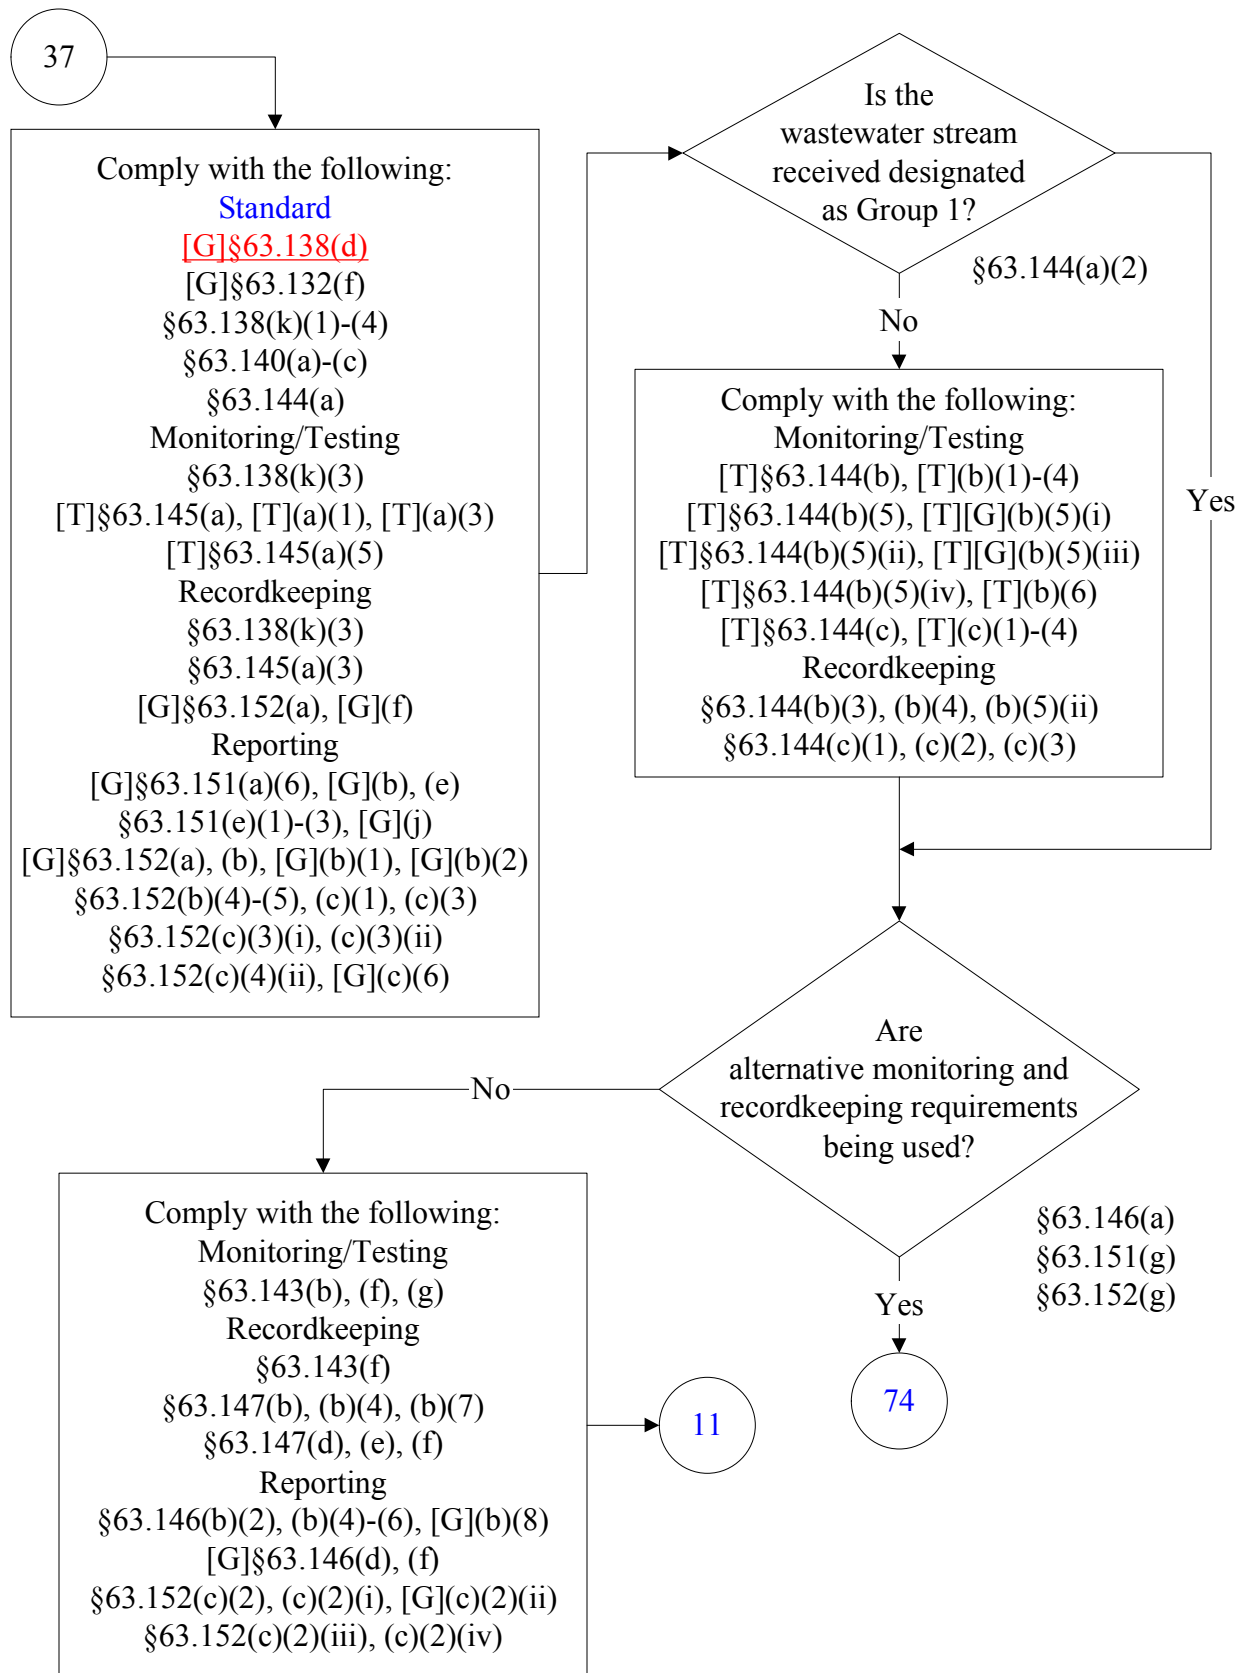 37
Comply with the following:
Standard
[G]§63.138(d)
[G]§63.132(f)
§63.138(k)(1)-(4)
§63.140(a)-(c)
§63.144(a)
Monitoring/Testing
§63.138(k)(3)
[T]§63.145(a), [T](a)(1), [T](a)(3)
[T]§63.145(a)(5)
Recordkeeping
§63.138(k)(3)
§63.145(a)(3)
[G]§63.152(a), [G](f)
Reporting
[G]§63.151(a)(6), [G](b), (e)
§63.151(e)(1)-(3), [G](j)
[G]§63.152(a), (b), [G](b)(1), [G](b)(2)
§63.152(b)(4)-(5), (c)(1), (c)(3)
§63.152(c)(3)(i), (c)(3)(ii)
§63.152(c)(4)(ii), [G](c)(6)
Is the
wastewater stream
received designated
as Group 1?
§63.144(a)(2)
No
Yes
Comply with the following:
Monitoring/Testing
[T]§63.144(b), [T](b)(1)-(4)
[T]§63.144(b)(5), [T][G](b)(5)(i)
[T]§63.144(b)(5)(ii), [T][G](b)(5)(iii)
[T]§63.144(b)(5)(iv), [T](b)(6)
[T]§63.144(c), [T](c)(1)-(4)
Recordkeeping
§63.144(b)(3), (b)(4), (b)(5)(ii)
§63.144(c)(1), (c)(2), (c)(3)
Are
alternative monitoring and
recordkeeping requirements
being used?
§63.146(a)
§63.151(g)
§63.152(g)
No
Yes
74
Comply with the following:
Monitoring/Testing
§63.143(b), (f), (g)
Recordkeeping
§63.143(f)
§63.147(b), (b)(4), (b)(7)
§63.147(d), (e), (f)
Reporting
§63.146(b)(2), (b)(4)-(6), [G](b)(8)
[G]§63.146(d), (f)
§63.152(c)(2), (c)(2)(i), [G](c)(2)(ii)
§63.152(c)(2)(iii), (c)(2)(iv)
11